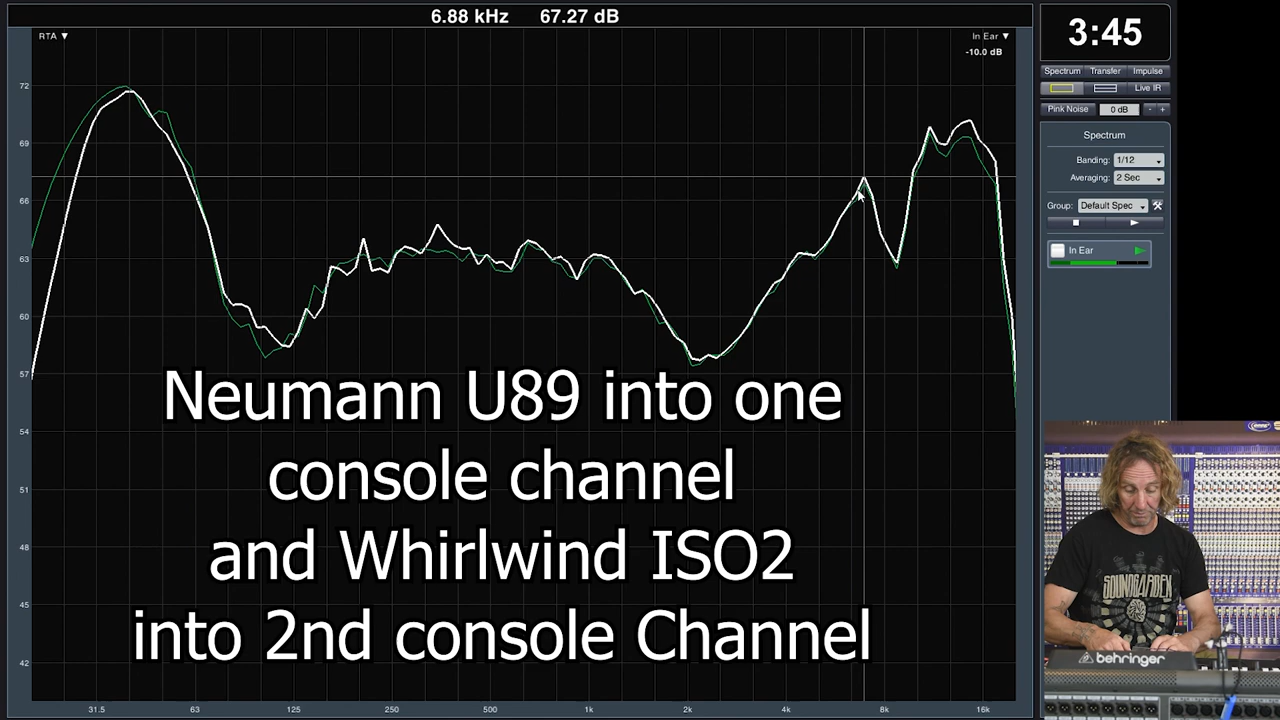 6.88 kHz 67.27 dB
RTA ▼
In Ear ▼
-10.0 dB
72
69
66
63
60
57
54
51
48
45
42
31.5 63 125 250 500 1k 2k 4k 8k 16k
Neumann U89 into one
console channel
and Whirlwind ISO2
into 2nd console Channel
3:45
Spectrum Transfer Impulse
Live IR
Pink Noise 0 dB - +
Spectrum
Banding: 1/12
Averaging: 2 Sec
Group: Default Spec
In Ear
SOUNDGARDEN
behringer